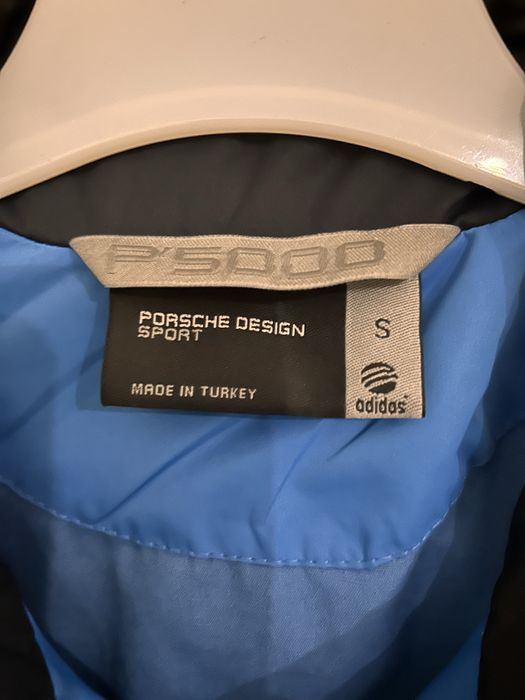 P'5000
PORSCHE DESIGN
SPORT
S
MADE IN TURKEY
adidas